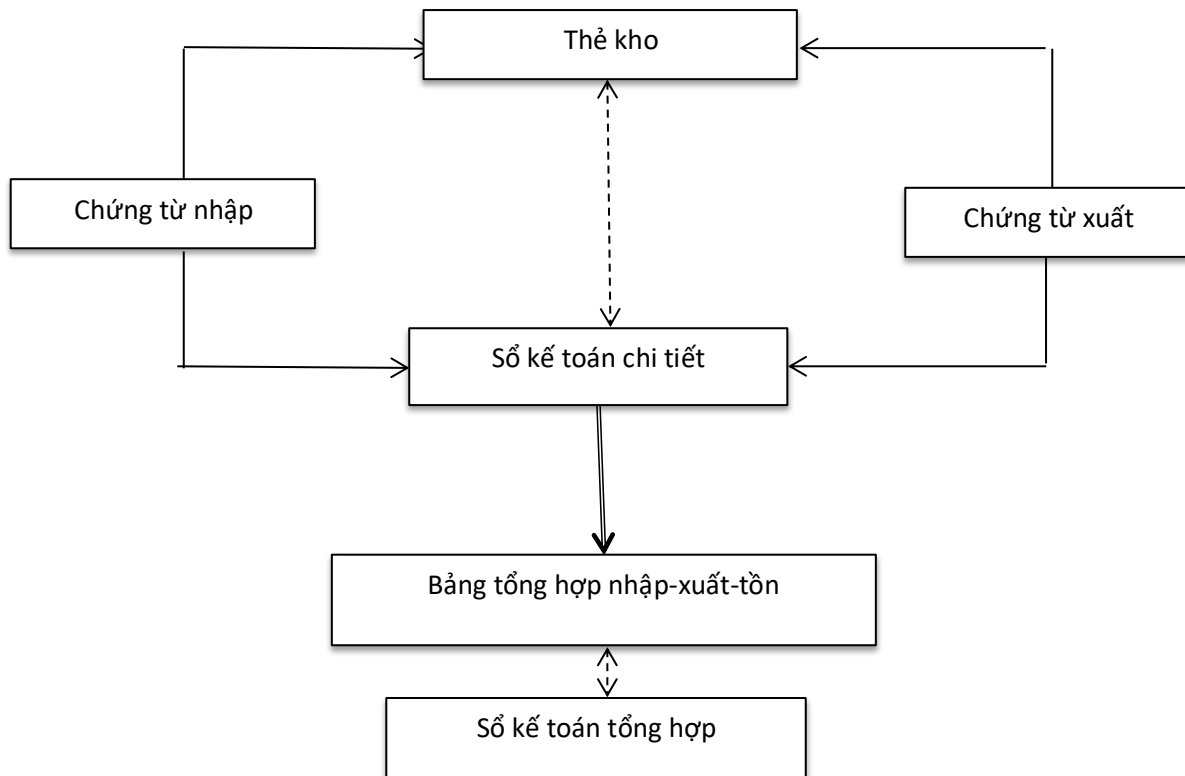 Thẻ kho
Chứng từ nhập
Chứng từ xuất
Sổ kế toán chi tiết
Bảng tổng hợp nhập-xuất-tồn
Sổ kế toán tổng hợp